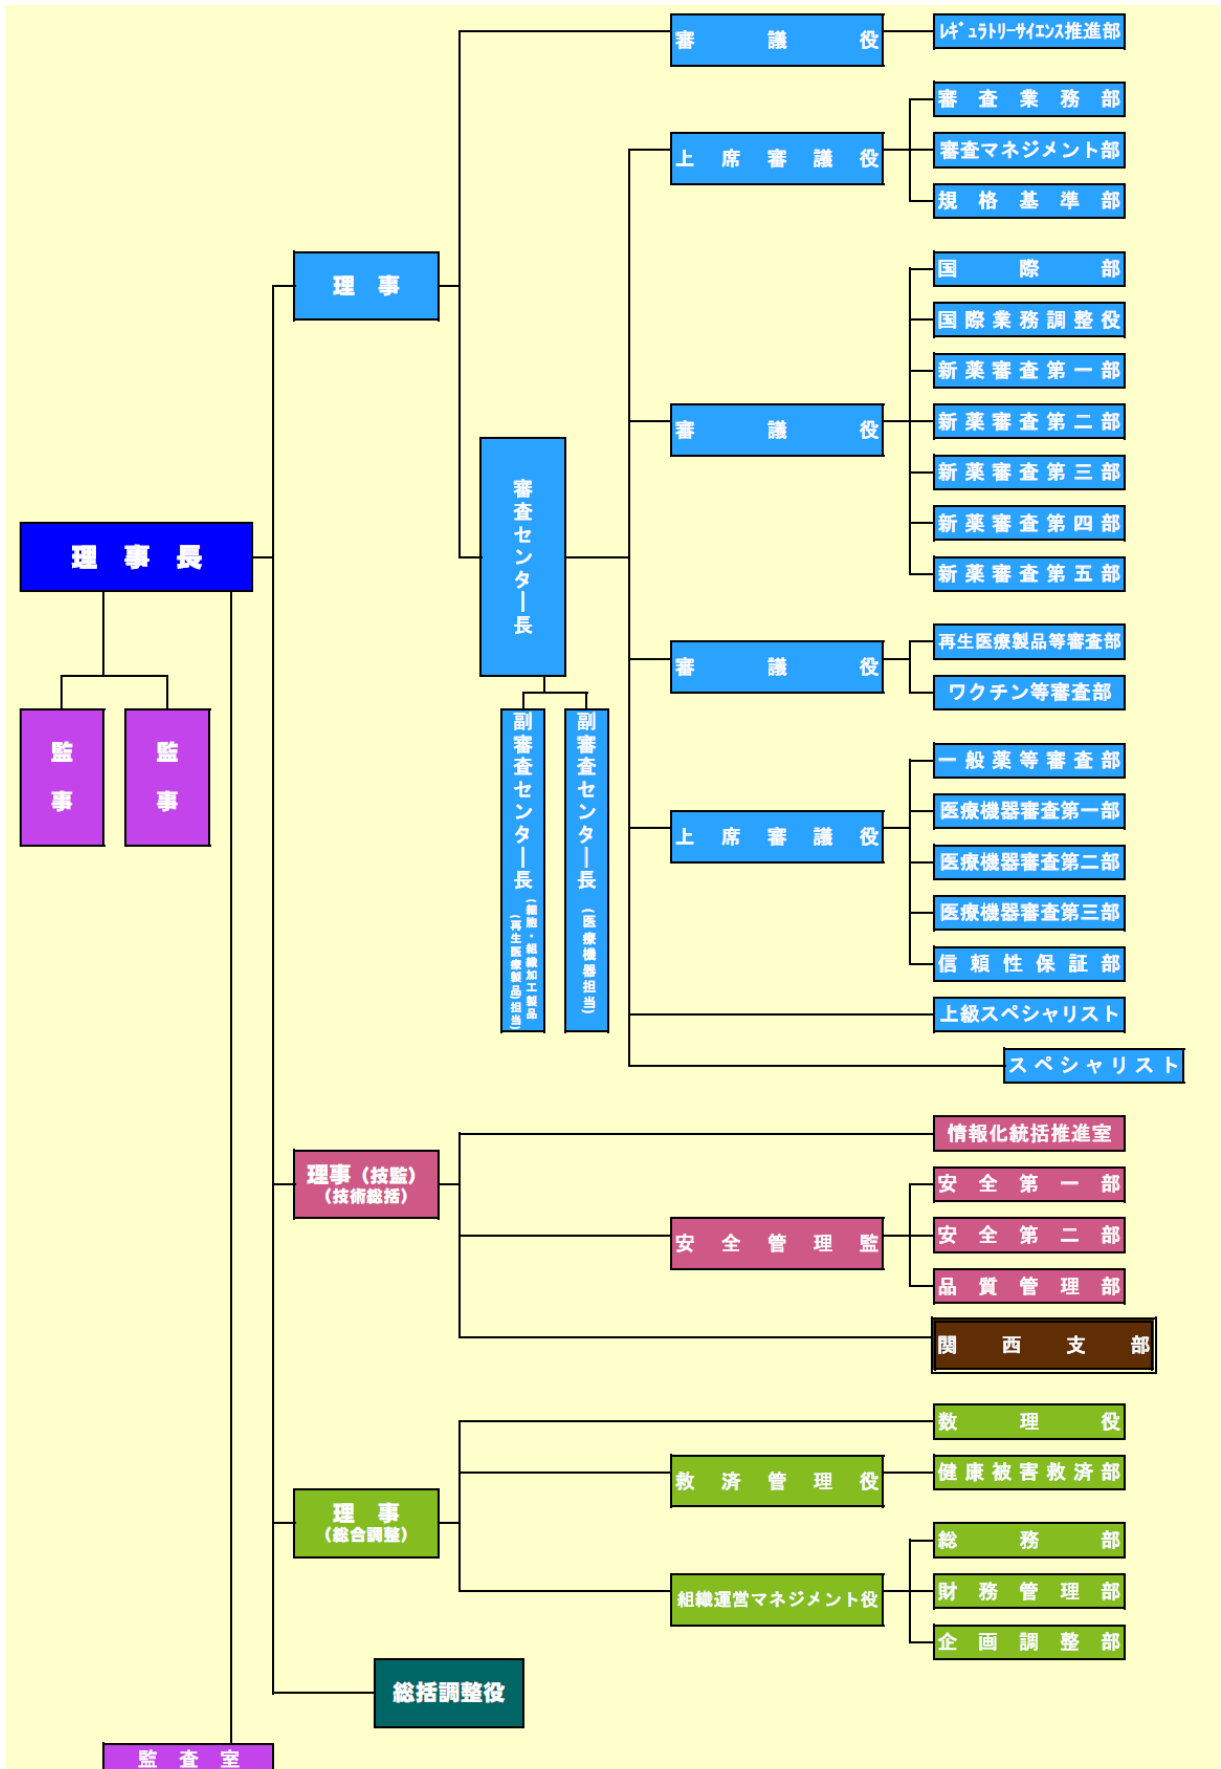 審議役
レギュラトリーサイエンス推進部
審査業務部
上席審議役
審査マネジメント部
規格基準部
理事
国際部
国際業務調整役
新薬審査第一部
審議役
新薬審査第二部
新薬審査第三部
新薬審査第四部
新薬審査第五部
審査センター長
理事長
再生医療製品等審査部
審議役
ワクチン等審査部
監事
監事
副審査センター長
(細胞・組織加工製品
(再生医療製品)担当)
副審査センター長
(医療機器担当)
一般薬等審査部
医療機器審査第一部
上席審議役
医療機器審査第二部
医療機器審査第三部
信頼性保証部
上級スペシャリスト
スペシャリスト
情報化統括推進室
理事(技監)
(技術総括)
安全第一部
安全管理監
安全第二部
品質管理部
関西支部
数理役
救済管理役
健康被害救済部
理事
(総合調整)
総務部
組織運営マネジメント役
財務管理部
企画調整部
総括調整役
監査室